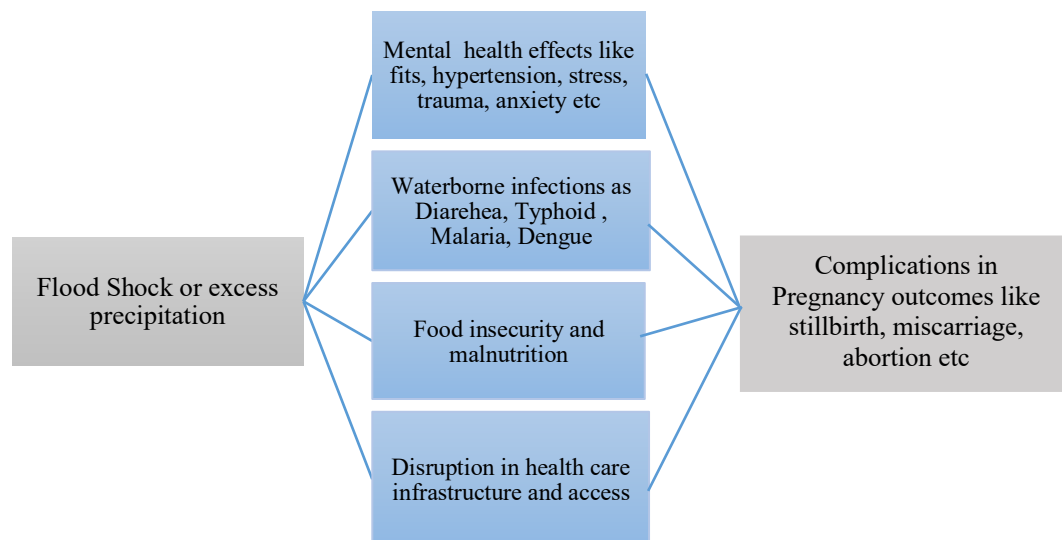 Mental health effects like
fits, hypertension, stress,
trauma, anxiety etc
Waterborne infections as
Diarehea, Typhoid ,
Malaria, Dengue
Flood Shock or excess
precipitation
Food insecurity and
malnutrition
Complications in
Pregnancy outcomes like
stillbirth, miscarriage,
abortion etc
Disruption in health care
infrastructure and access